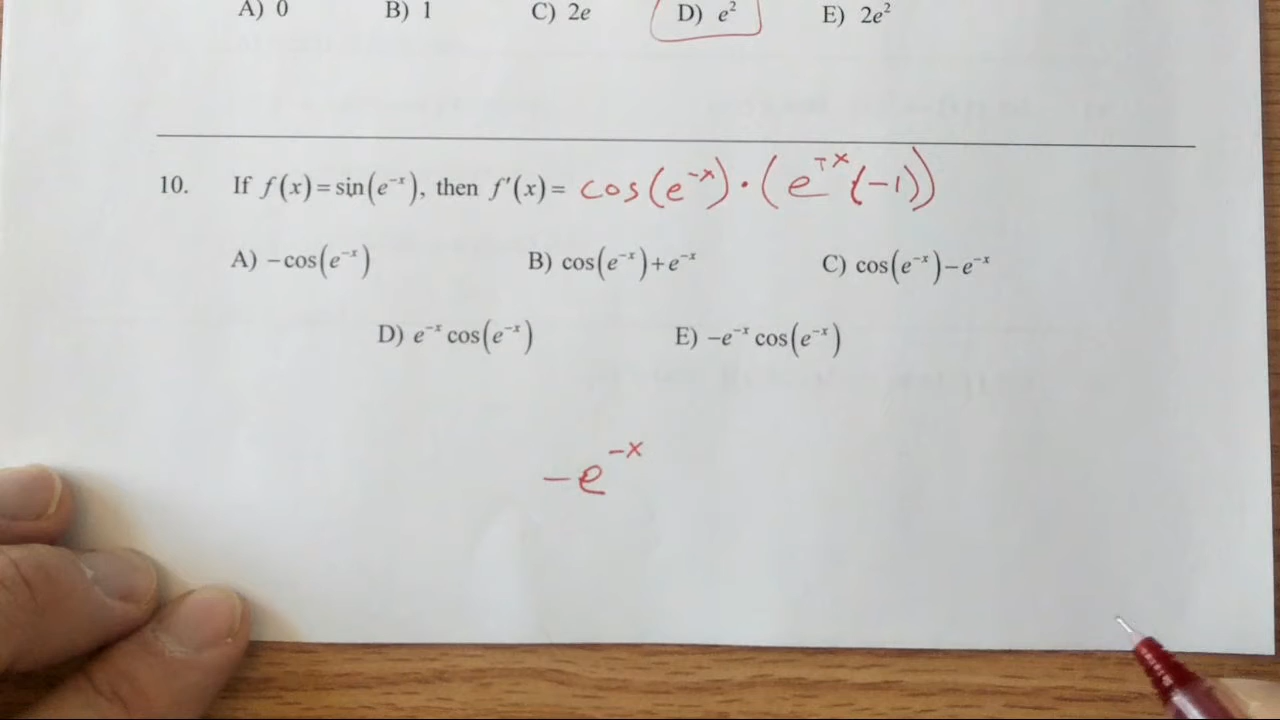 A) 0 B) 1 C) 2e D) e² E) 2e²
10. If f(x)=sin(e⁻ˣ), then f′(x)= cos(e⁻ˣ)·(e⁻ˣ(-1))
A) −cos(e⁻ˣ) B) cos(e⁻ˣ)+e⁻ˣ C) cos(e⁻ˣ)−e⁻ˣ
D) e⁻ˣ cos(e⁻ˣ) E) −e⁻ˣ cos(e⁻ˣ)
−e⁻ˣ